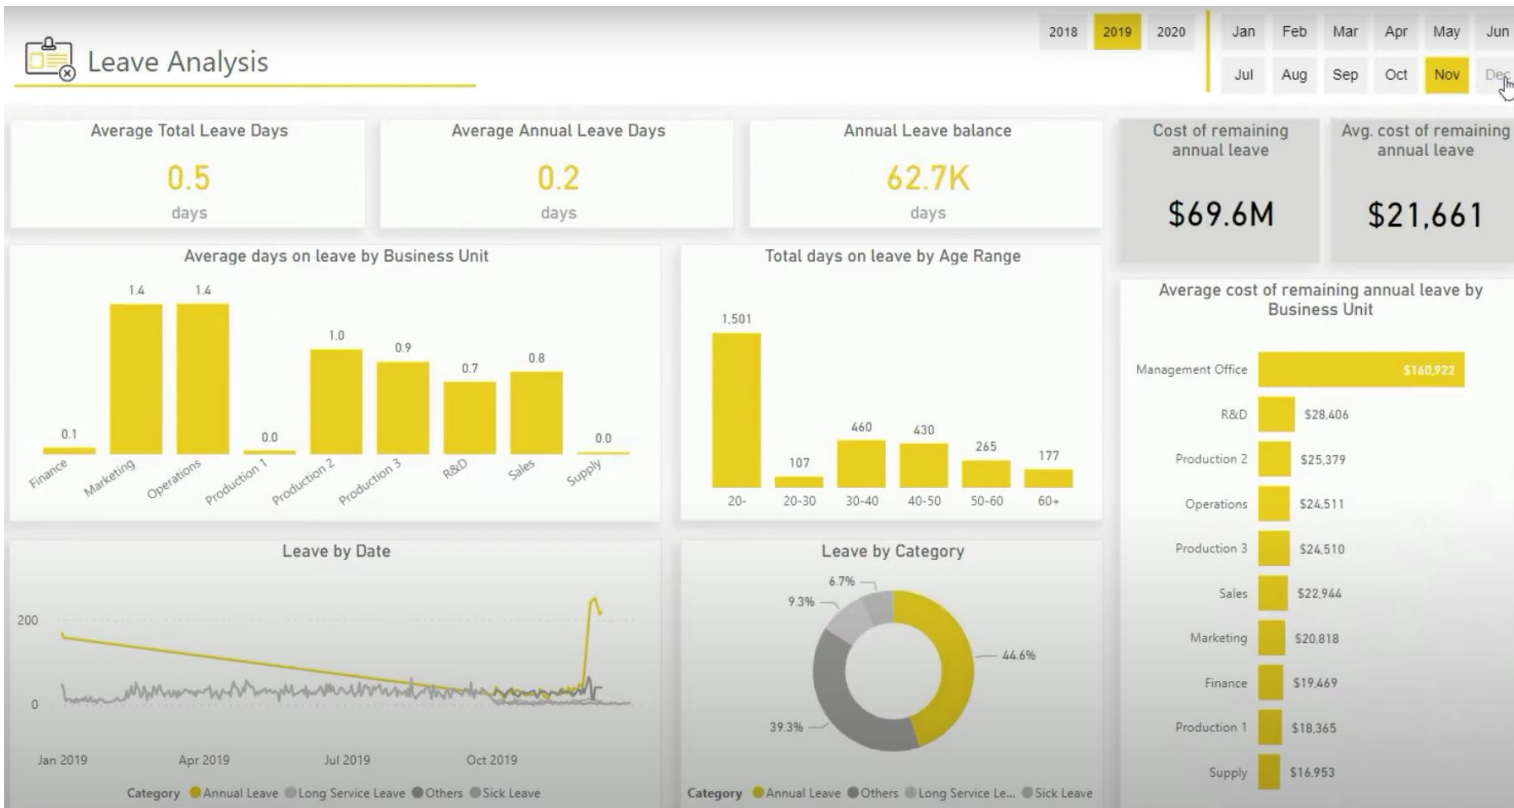 Leave Analysis
2018 2019 2020
Jan Feb Mar Apr May Jun
Jul Aug Sep Oct Nov Dec
Average Total Leave Days
0.5
days
Average Annual Leave Days
0.2
days
Annual Leave balance
62.7K
days
Cost of remaining
annual leave
$69.6M
Avg. cost of remaining
annual leave
$21,661
Average days on leave by Business Unit
1.4 1.4
1.0
0.9
0.7
0.8
0.1
0.0
0.0
Finance Marketing Operations Production 1 Production 2 Production 3 R&D Sales Supply
Total days on leave by Age Range
1,501
107
460
430
265
177
20- 20-30 30-40 40-50 50-60 60+
Average cost of remaining annual leave by
Business Unit
Management Office $160,922
R&D $28,406
Production 2 $25,379
Operations $24,511
Production 3 $24,510
Sales $22,944
Marketing $20,818
Finance $19,469
Production 1 $18,365
Supply $16,953
Leave by Date
200
0
Jan 2019 Apr 2019 Jul 2019 Oct 2019
Category Annual Leave Long Service Leave Others Sick Leave
Leave by Category
6.7%
9.3%
44.6%
39.3%
Category Annual Leave Others Long Service Le... Sick Leave